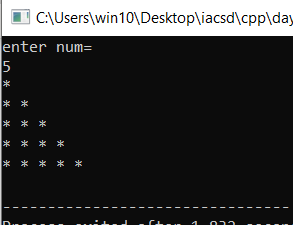 C:\Users\win10\Desktop\iacsd\cpp\day
enter num=
5
*
* *
* * *
* * * *
* * * * *
--------------------------------
Process exited after 1.832 secon